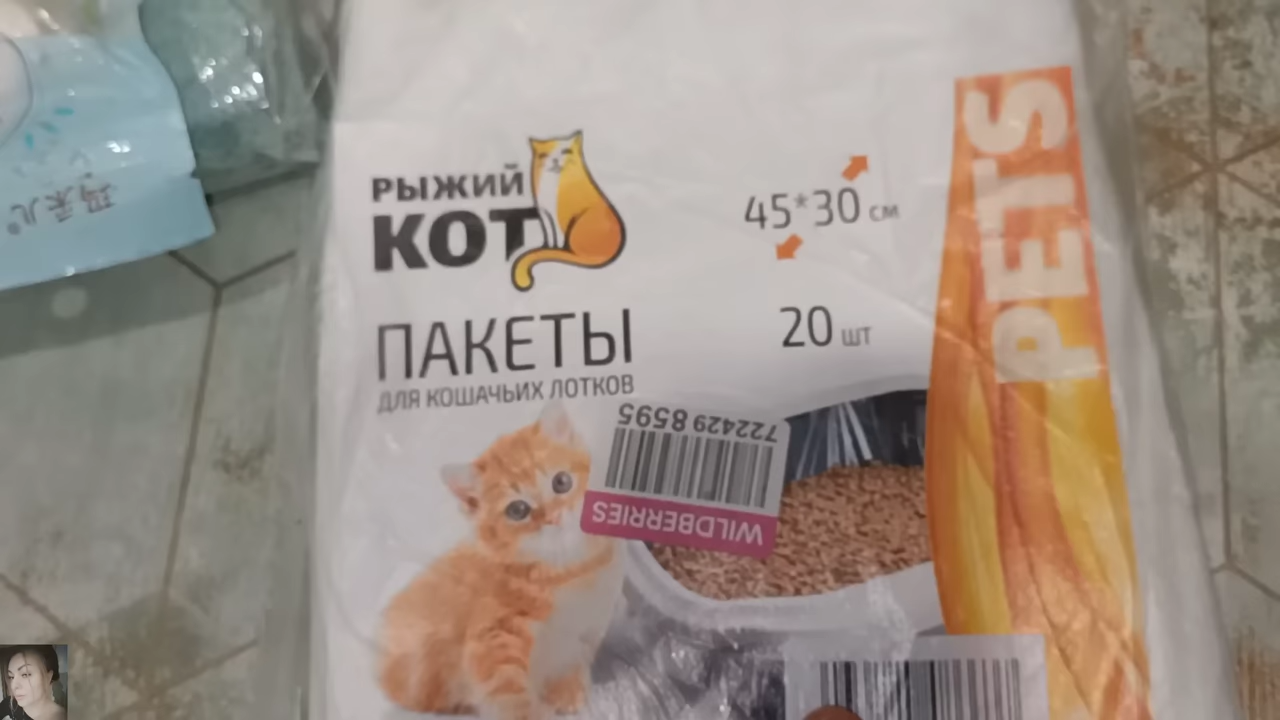 РЫЖИЙ
КОТ
45*30 см
20 шт
ПАКЕТЫ
ДЛЯ КОШАЧЬИХ ЛОТКОВ
PETS
722429 8595
WILDBERRIES